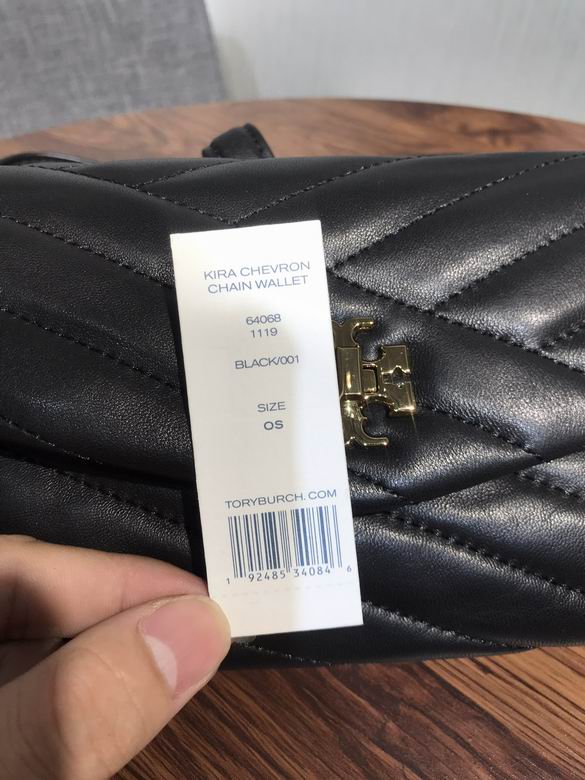 KIRA CHEVRON
CHAIN WALLET
64068
1119
BLACK/001
SIZE
OS
TORYBURCH.COM
1 92485 34084 6